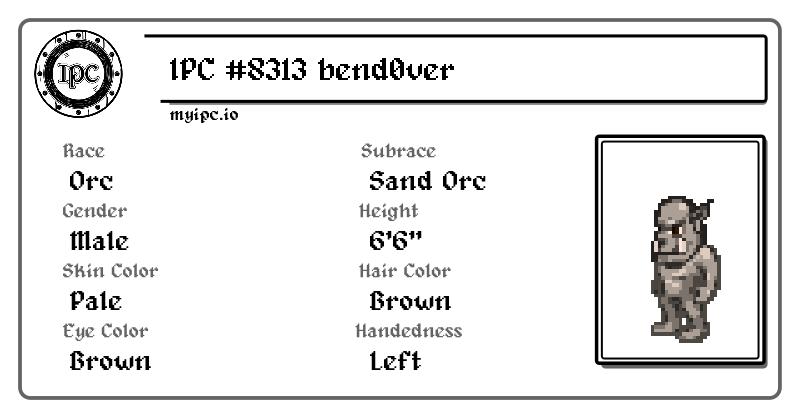 IPC
IPC #8313 bend0ver
myipc.io
Race
Orc
Subrace
Sand Orc
Gender
Male
Height
6'6"
Skin Color
Pale
Hair Color
Brown
Eye Color
Brown
Handedness
Left